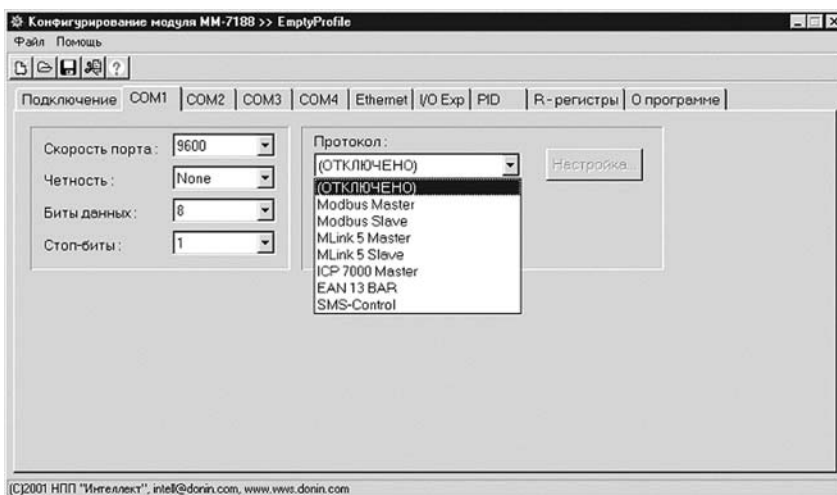 Конфигурирование модуля MM-7188 >> EmptyProfile
Файл Помощь
Подключение COM1 COM2 COM3 COM4 Ethernet I/O Exp PID R-регистры О программе
Скорость порта: 9600
Четность: None
Биты данных: 8
Стоп-биты: 1
Протокол:
(ОТКЛЮЧЕНО)
Настройка...
(ОТКЛЮЧЕНО)
Modbus Master
Modbus Slave
MLink 5 Master
MLink 5 Slave
ICP 7000 Master
EAN 13 BAR
SMS-Control
(C)2001 НПП "Интеллект", intell@donin.com, www.wws.donin.com